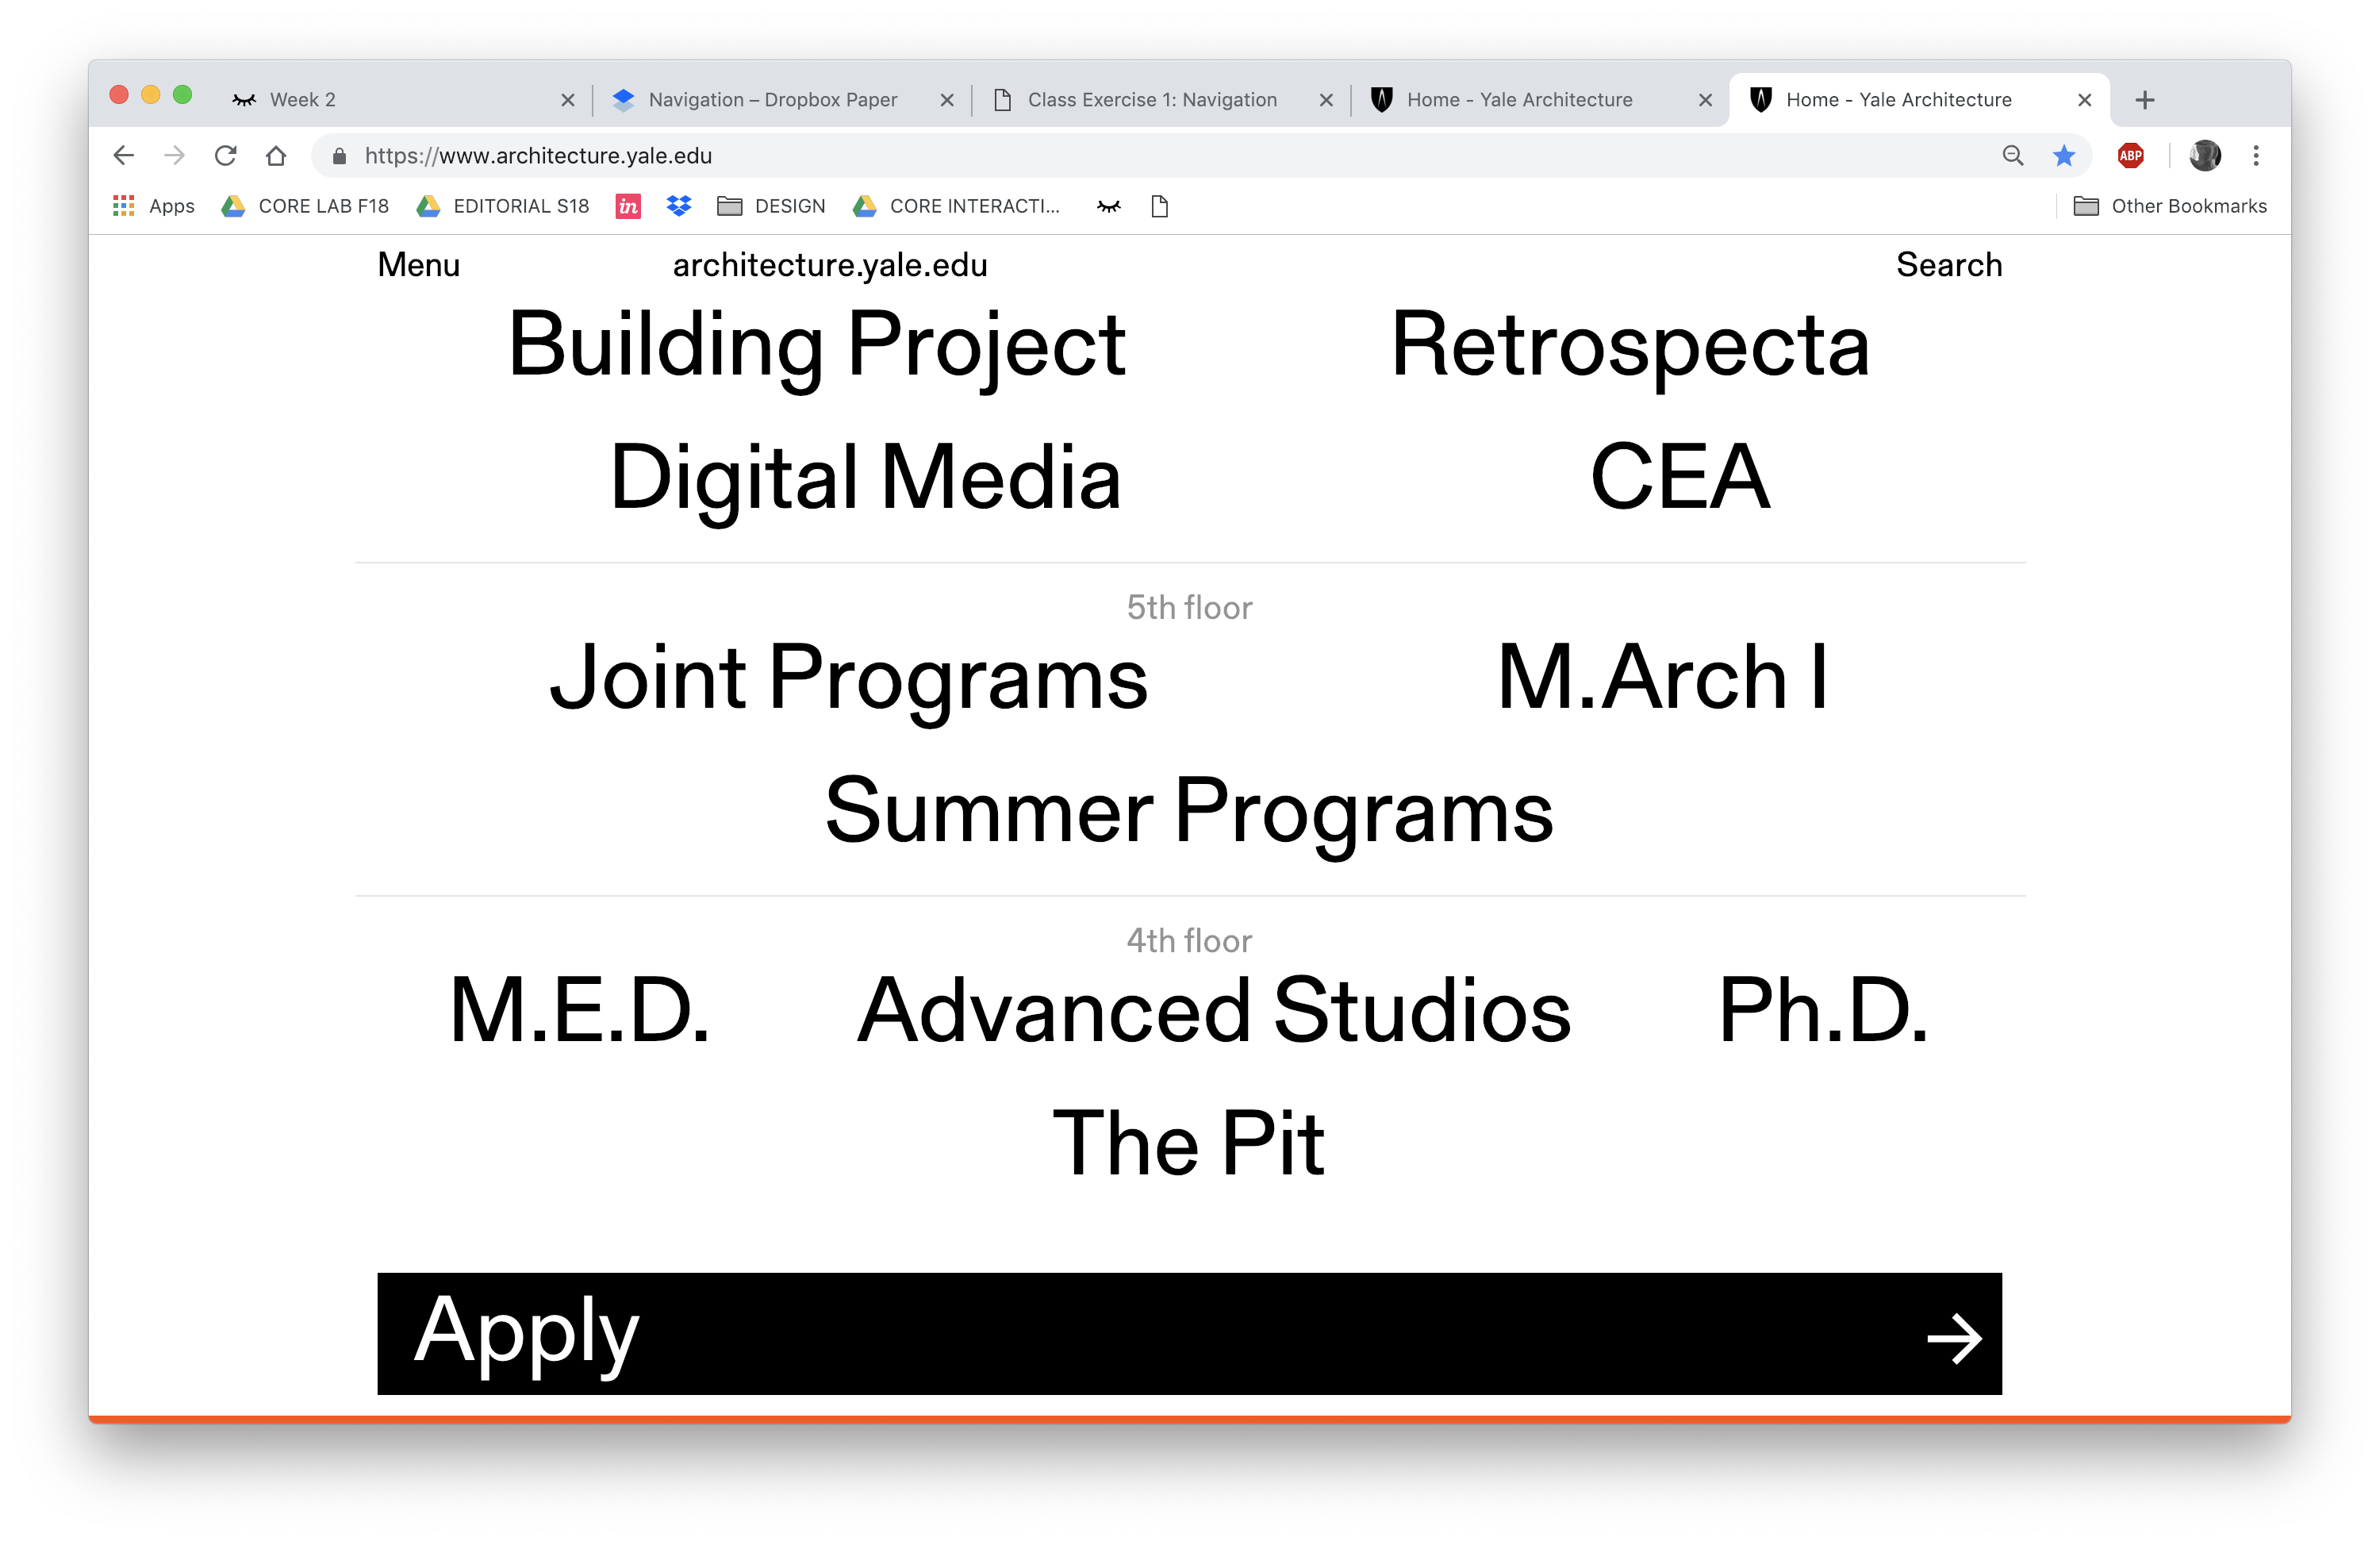 Week 2
Navigation – Dropbox Paper
Class Exercise 1: Navigation
Home - Yale Architecture
Home - Yale Architecture
https://www.architecture.yale.edu
ABP
Apps
CORE LAB F18
EDITORIAL S18
in
DESIGN
CORE INTERACTI...
Other Bookmarks
Menu architecture.yale.edu Search
Building Project Retrospecta
Digital Media CEA
5th floor
Joint Programs M.Arch I
Summer Programs
4th floor
M.E.D. Advanced Studios Ph.D.
The Pit
Apply →